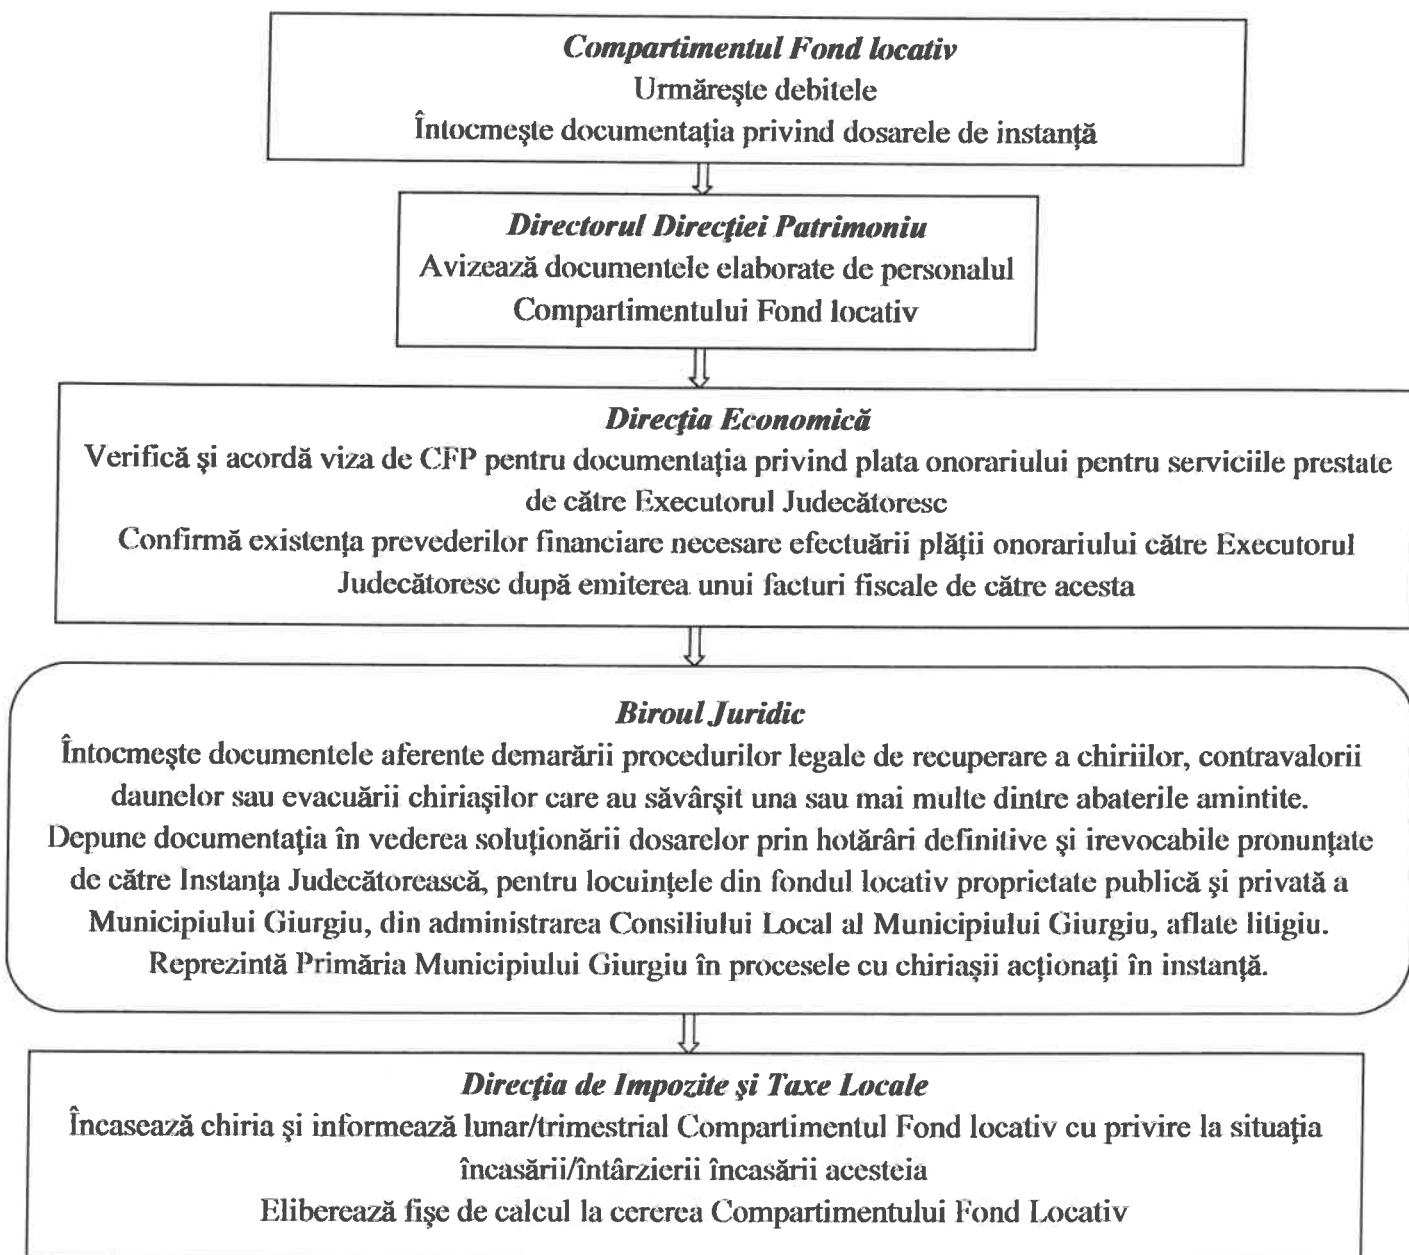 Compartimentul Fond locativ
Urmăreşte debitele
Întocmeşte documentaţia privind dosarele de instanţă
Directorul Direcţiei Patrimoniu
Avizează documentele elaborate de personalul
Compartimentului Fond locativ
Direcţia Economică
Verifică şi acordă viza de CFP pentru documentaţia privind plata onorariului pentru serviciile prestate
de către Executorul Judecătoresc
Confirmă existenţa prevederilor financiare necesare efectuării plăţii onorariului către Executorul
Judecătoresc după emiterea unui facturi fiscale de către acesta
Biroul Juridic
Întocmeşte documentele aferente demarării procedurilor legale de recuperare a chiriilor, contravalorii
daunelor sau evacuării chiriaşilor care au săvârşit una sau mai multe dintre abaterile amintite.
Depune documentaţia în vederea soluţionării dosarelor prin hotărâri definitive şi irevocabile pronunţate
de către Instanţa Judecătorească, pentru locuinţele din fondul locativ proprietate publică şi privată a
Municipiului Giurgiu, din administrarea Consiliului Local al Municipiului Giurgiu, aflate litigiu.
Reprezintă Primăria Municipiului Giurgiu în procesele cu chiriaşii acţionaţi în instanţă.
Direcţia de Impozite şi Taxe Locale
Încasează chiria şi informează lunar/trimestrial Compartimentul Fond locativ cu privire la situaţia
încasării/întârzierii încasării acesteia
Eliberează fişe de calcul la cererea Compartimentului Fond Locativ